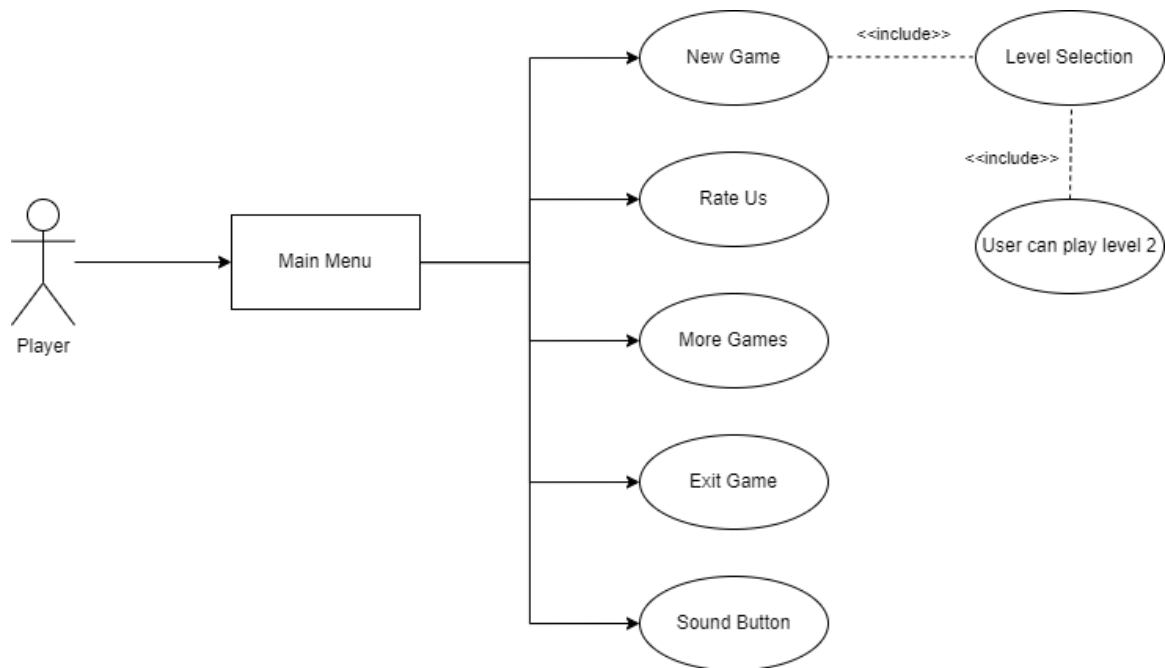 New Game
<<include>>
Level Selection
<<include>>
Rate Us
User can play level 2
Main Menu
Player
More Games
Exit Game
Sound Button